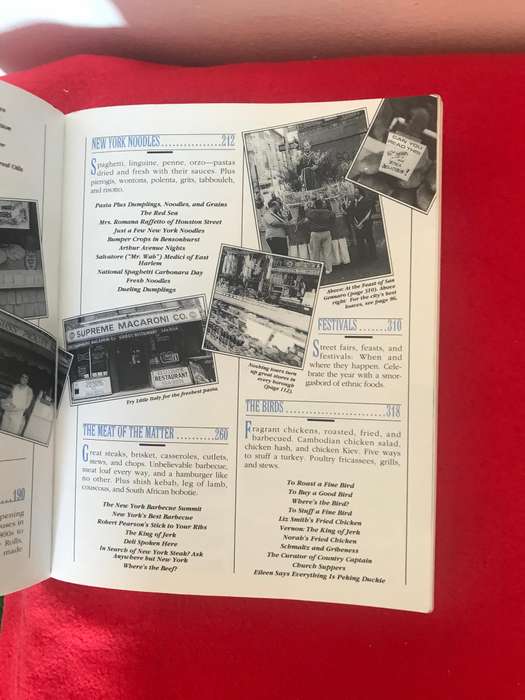 NEW YORK NOODLES................212
Spaghetti, linguine, penne, orzo—pastas
dried and fresh with their sauces. Plus
pierogis, wontons, polenta, grits, tabbouleh,
and risotto.
Pasta Plus Dumplings, Noodles, and Grains
The Red Sea
Mrs. Romana Raffetto of Houston Street
Just a Few New York Noodles
Bumper Crops in Bensonhurst
Arthur Avenue Nights
Salvatore ("Mr. Wab") Medici of East
Harlem
National Spaghetti Carbonara Day
Fresh Noodles
Dueling Dumplings
SUPREME MACARONI CO.
RESTAURANT
Try Little Italy for the freshest pasta.
THE MEAT OF THE MATTER..........260
Great steaks, brisket, casseroles, cutlets,
stews, and chops. Unbelievable barbecue,
meat loaf every way, and a hamburger like
no other. Plus shish kebab, leg of lamb,
couscous, and South African bobotie.
The New York Barbecue Summit
New York's Best Barbecue
Robert Pearson's Stick to Your Ribs
The King of Jerk
Deli Spoken Here
In Search of New York Steak? Ask
Anywhere but New York
Where's the Beef?
CAN YOU
READ THIS
Above: At the Feast of San
Gennaro (page 310). Above
right: For the city's best
loaves, see page 86.
Noshing tours turn
up great stores in
every borough
(page 112).
FESTIVALS........310
Street fairs, feasts, and
festivals: When and
where they happen. Cele-
brate the year with a smor-
gasbord of ethnic foods.
THE BIRDS............................318
Fragrant chickens, roasted, fried, and
barbecued. Cambodian chicken salad,
chicken hash, and chicken Kiev. Five ways
to stuff a turkey. Poultry fricassees, grills,
and stews.
To Roast a Fine Bird
To Buy a Good Bird
Where's the Bird?
To Stuff a Fine Bird
Liz Smith's Fried Chicken
Vernon: The King of Jerk
Norah's Fried Chicken
Schmaltz and Gribeness
The Curator of Country Captain
Church Suppers
Eileen Says Everything Is Peking Duckie
190
pening
Rolls,
made